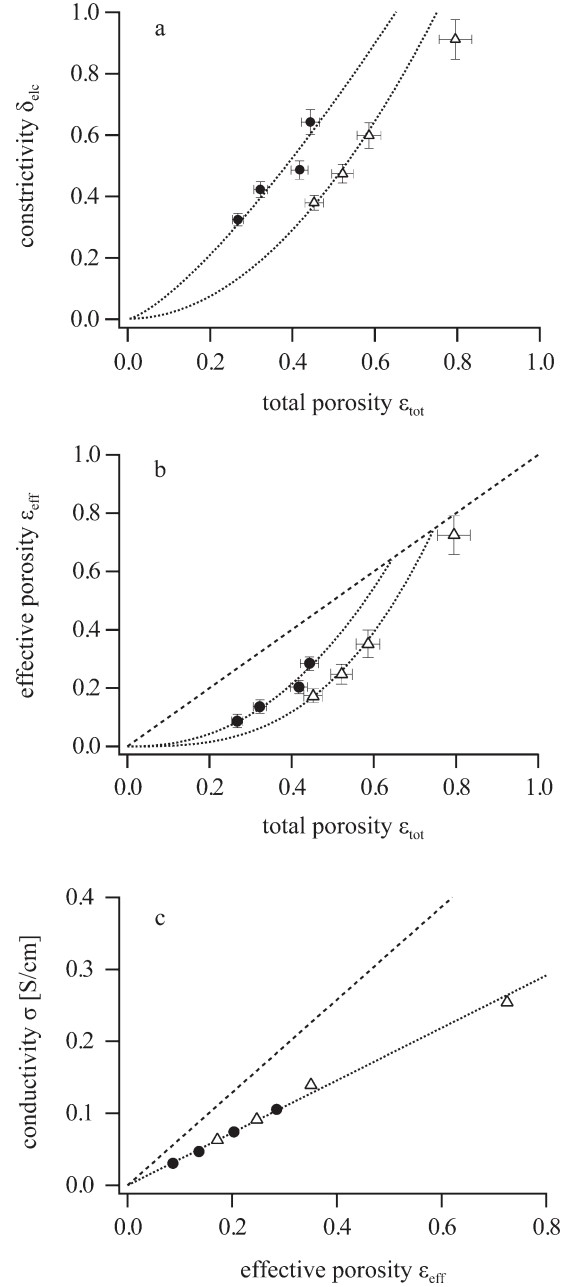 a
1.0
0.8
0.6
0.4
0.2
0.0
constrictivity δelc
0.0 0.2 0.4 0.6 0.8 1.0
total porosity εtot
b
1.0
0.8
0.6
0.4
0.2
0.0
effective porosity εeff
0.0 0.2 0.4 0.6 0.8 1.0
total porosity εtot
c
0.4
0.3
0.2
0.1
0.0
conductivity σ [S/cm]
0.0 0.2 0.4 0.6 0.8
effective porosity εeff